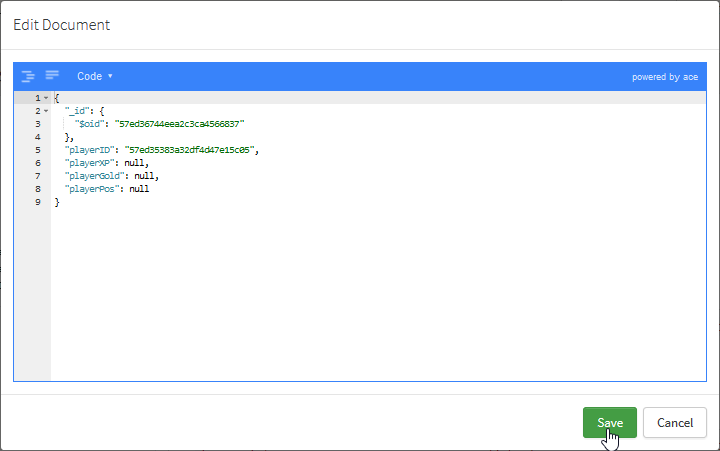 Edit Document
Code
powered by ace
1 {
2 "_id": {
3 "$oid": "57ed36744eea2c3ca4566837"
4 },
5 "playerID": "57ed35383a32df4d47e15c05",
6 "playerXP": null,
7 "playerGold": null,
8 "playerPos": null
9 }
Save Cancel